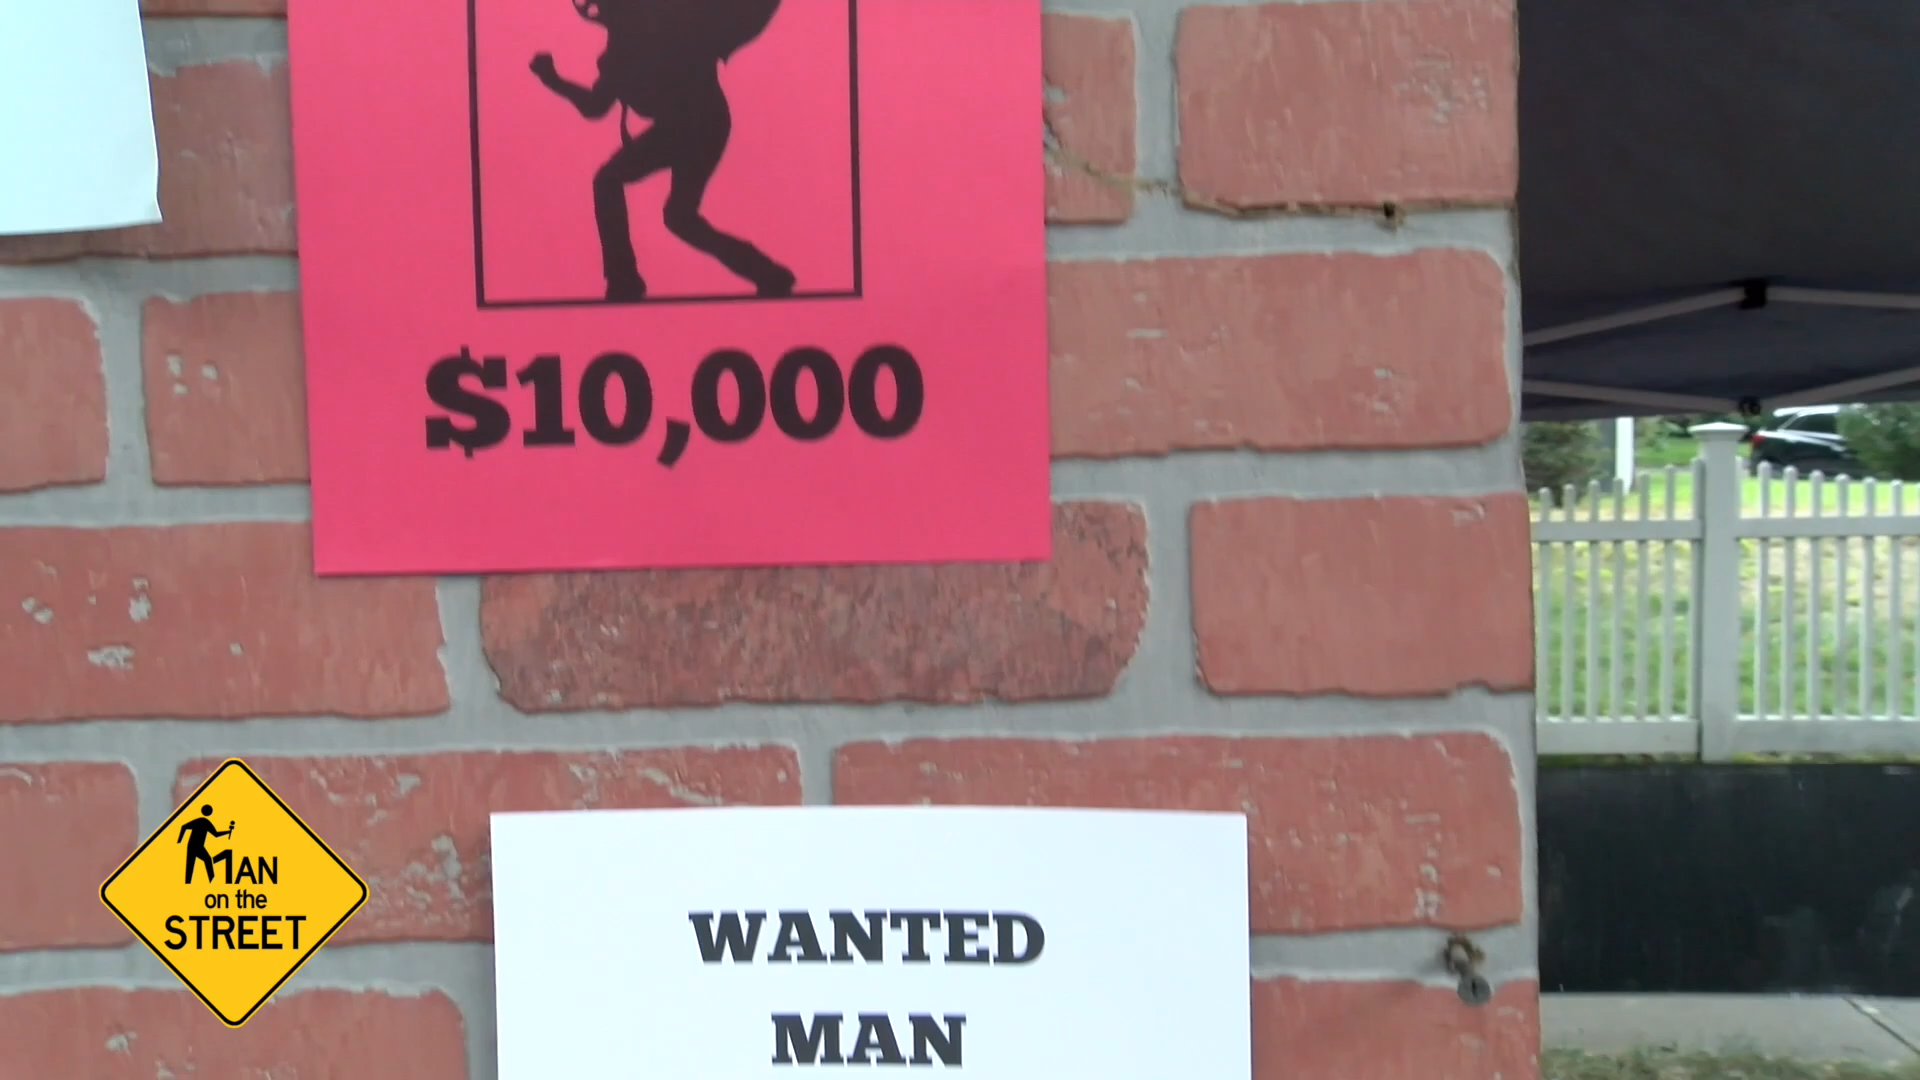 $10,000
WANTED
MAN
MAN
on the
STREET